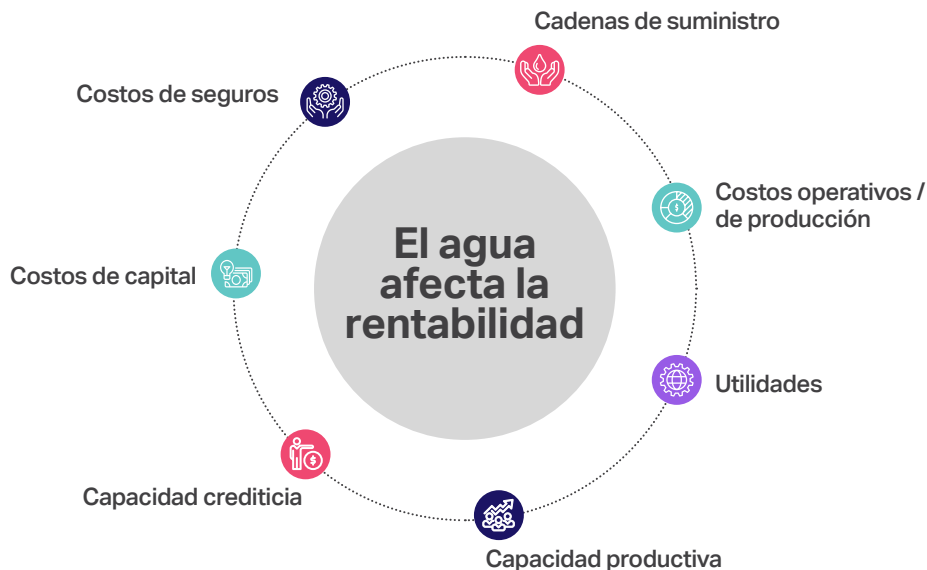 Cadenas de suministro
Costos de seguros
Costos operativos /
de producción
El agua
afecta la
rentabilidad
Costos de capital
Utilidades
Capacidad crediticia
Capacidad productiva